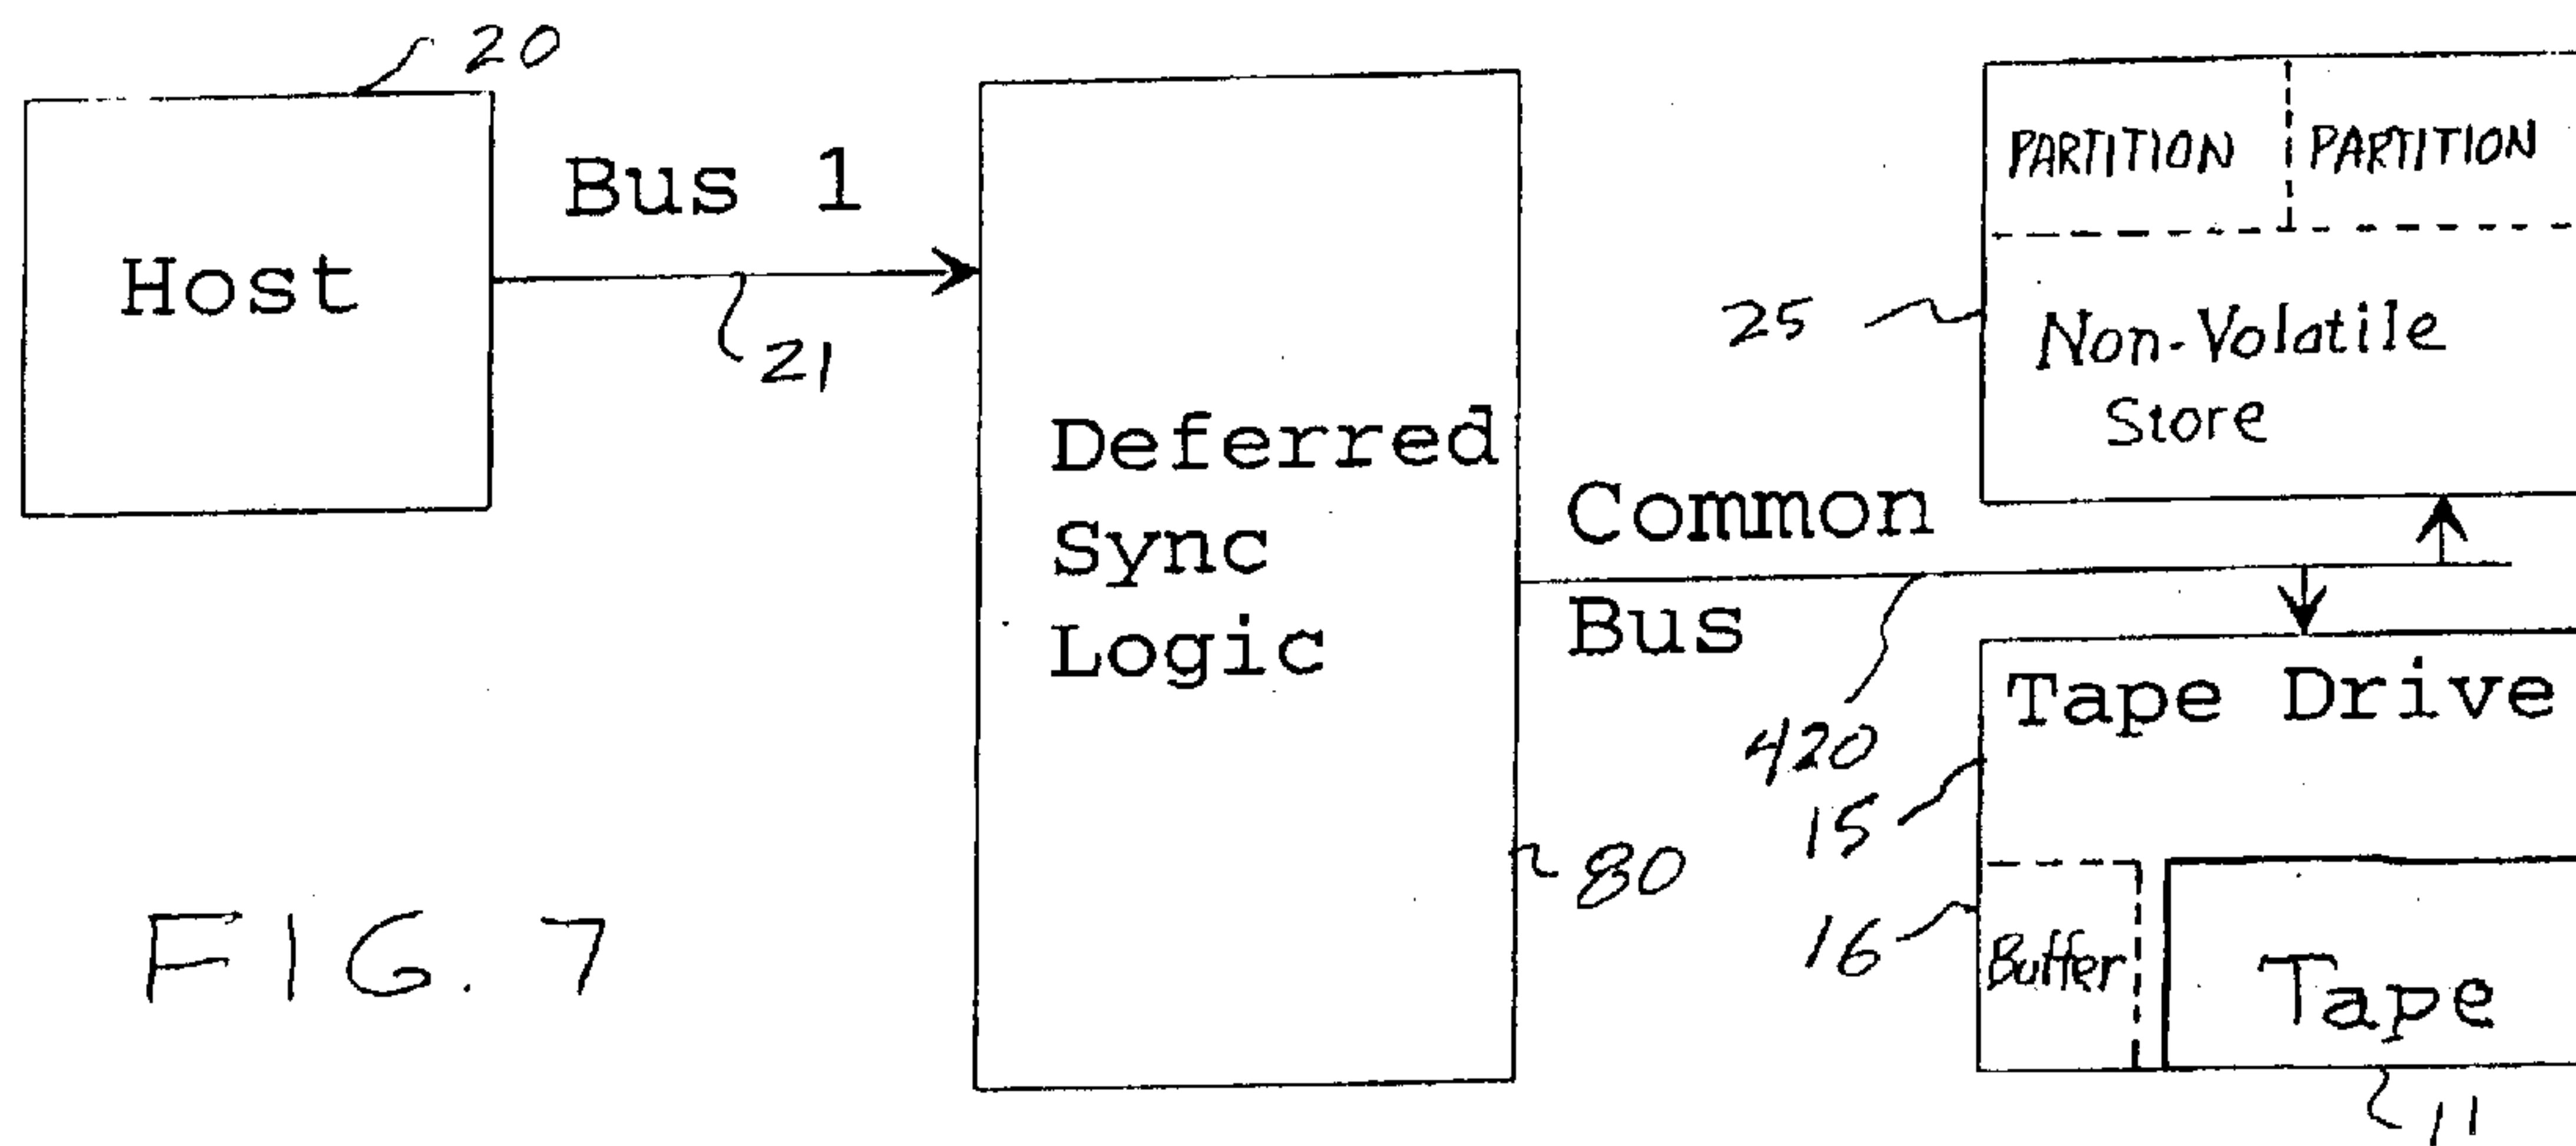 20
Host
Bus 1
21
Deferred
Sync
Logic
80
Common
Bus
420
PARTITION
PARTITION
25
Non-Volatile
Store
Tape Drive
15
16
Buffer
Tape
11
FIG. 7